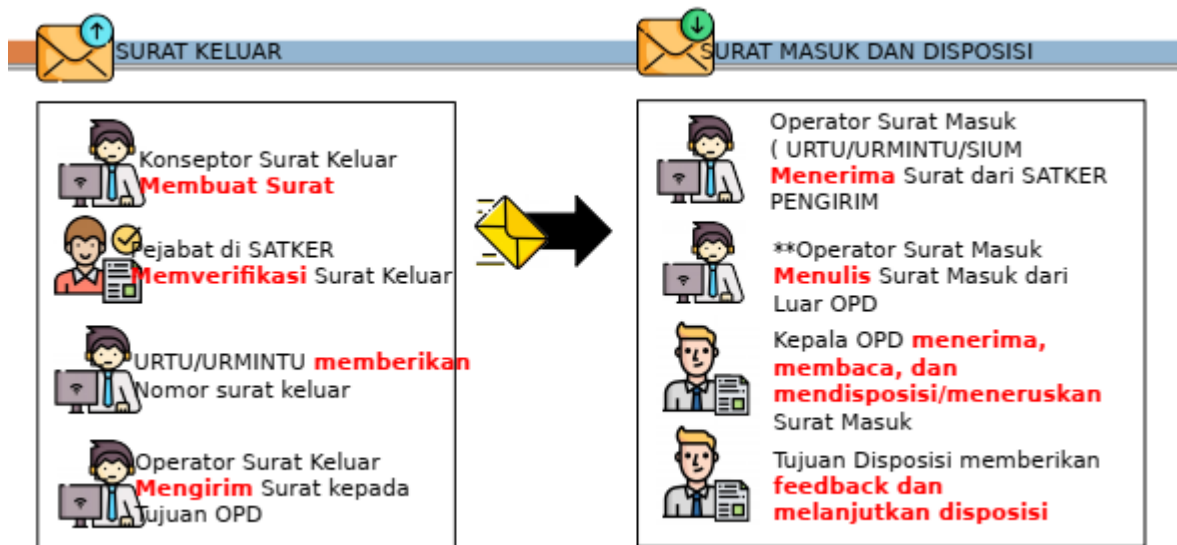 SURAT KELUAR
Konseptor Surat Keluar
Membuat Surat
Pejabat di SATKER
Memverifikasi Surat Keluar
URTU/URMINTU memberikan
Nomor surat keluar
Operator Surat Keluar
Mengirim Surat kepada
Tujuan OPD
SURAT MASUK DAN DISPOSISI
Operator Surat Masuk
( URTU/URMINTU/SIUM
Menerima Surat dari SATKER
PENGIRIM
**Operator Surat Masuk
Menulis Surat Masuk dari
Luar OPD
Kepala OPD menerima,
membaca, dan
mendisposisi/meneruskan
Surat Masuk
Tujuan Disposisi memberikan
feedback dan
melanjutkan disposisi